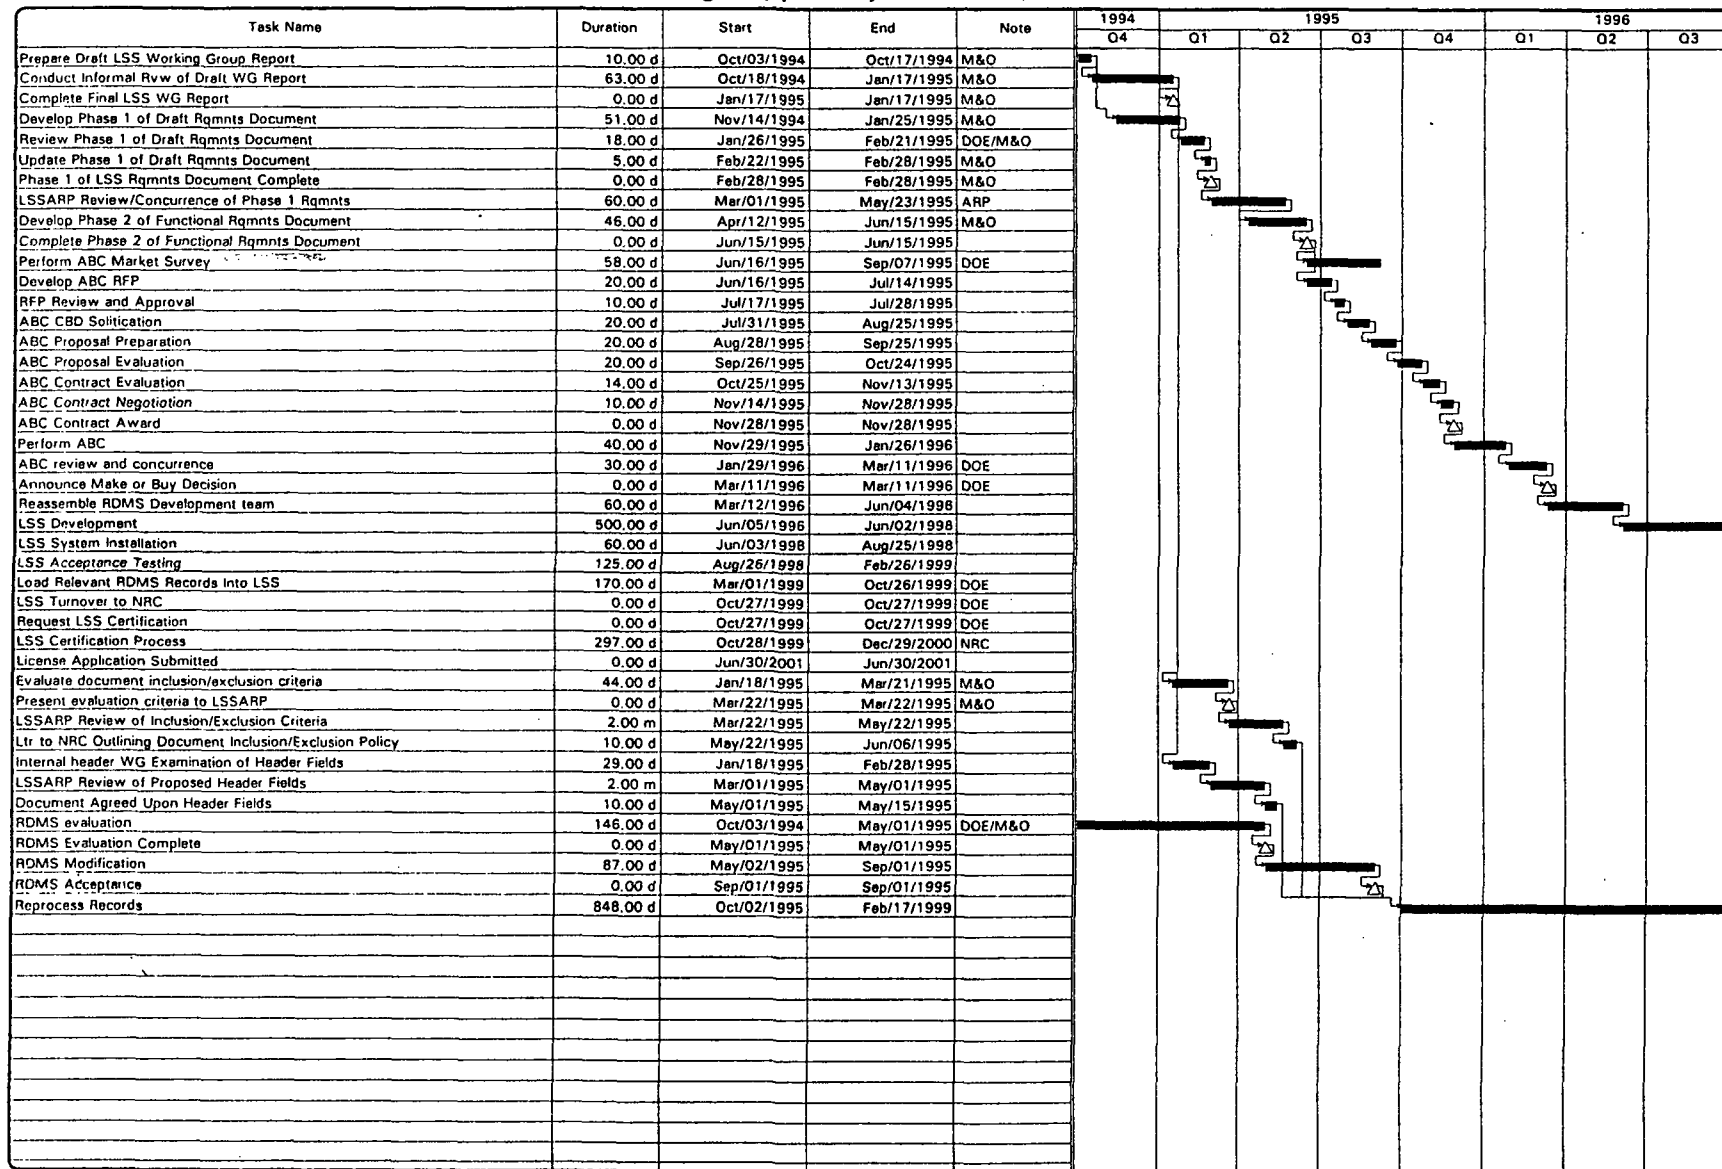 Task Name Duration Start End Note 1994 1995 1996
Q4 Q1 Q2 Q3 Q4 Q1 Q2 Q3
Prepare Draft LSS Working Group Report 10.00 d Oct/03/1994 Oct/17/1994 M&O
Conduct Informal Rvw of Draft WG Report 63.00 d Oct/18/1994 Jan/17/1995 M&O
Complete Final LSS WG Report 0.00 d Jan/17/1995 Jan/17/1995 M&O
Develop Phase 1 of Draft Rqmnts Document 51.00 d Nov/14/1994 Jan/25/1995 M&O
Review Phase 1 of Draft Rqmnts Document 18.00 d Jan/26/1995 Feb/21/1995 DOE/M&O
Update Phase 1 of Draft Rqmnts Document 5.00 d Feb/22/1995 Feb/28/1995 M&O
Phase 1 of LSS Rqmnts Document Complete 0.00 d Feb/28/1995 Feb/28/1995 M&O
LSSARP Review/Concurrence of Phase 1 Rqmnts 60.00 d Mar/01/1995 May/23/1995 ARP
Develop Phase 2 of Functional Rqmnts Document 46.00 d Apr/12/1995 Jun/15/1995 M&O
Complete Phase 2 of Functional Rqmnts Document 0.00 d Jun/15/1995 Jun/15/1995
Perform ABC Market Survey 58.00 d Jun/16/1995 Sep/07/1995 DOE
Develop ABC RFP 20.00 d Jun/16/1995 Jul/14/1995
RFP Review and Approval 10.00 d Jul/17/1995 Jul/28/1995
ABC CBD Solitication 20.00 d Jul/31/1995 Aug/25/1995
ABC Proposal Preparation 20.00 d Aug/28/1995 Sep/25/1995
ABC Proposal Evaluation 20.00 d Sep/26/1995 Oct/24/1995
ABC Contract Evaluation 14.00 d Oct/25/1995 Nov/13/1995
ABC Contract Negotiotion 10.00 d Nov/14/1995 Nov/28/1995
ABC Contract Award 0.00 d Nov/28/1995 Nov/28/1995
Perform ABC 40.00 d Nov/29/1995 Jan/26/1996
ABC review and concurrence 30.00 d Jan/29/1996 Mar/11/1996 DOE
Announce Make or Buy Decision 0.00 d Mar/11/1996 Mar/11/1996 DOE
Reassemble RDMS Development team 60.00 d Mar/12/1996 Jun/04/1998
LSS Development 500.00 d Jun/05/1996 Jun/02/1998
LSS System Installation 60.00 d Jun/03/1998 Aug/25/1998
LSS Acceptance Testing 125.00 d Aug/26/1998 Feb/26/1999
Load Relevant RDMS Records Into LSS 170.00 d Mar/01/1999 Oct/26/1999 DOE
LSS Turnover to NRC 0.00 d Oct/27/1999 Oct/27/1999 DOE
Request LSS Certification 0.00 d Oct/27/1999 Oct/27/1999 DOE
LSS Certification Process 297.00 d Oct/28/1999 Dec/29/2000 NRC
License Application Submitted 0.00 d Jun/30/2001 Jun/30/2001
Evaluate document inclusion/exclusion criteria 44.00 d Jan/18/1995 Mar/21/1995 M&O
Present evaluation criteria to LSSARP 0.00 d Mar/22/1995 Mar/22/1995 M&O
LSSARP Review of Inclusion/Exclusion Criteria 2.00 m Mar/22/1995 May/22/1995
Ltr to NRC Outlining Document Inclusion/Exclusion Policy 10.00 d May/22/1995 Jun/06/1995
Internal header WG Examination of Header Fields 29.00 d Jan/18/1995 Feb/28/1995
LSSARP Review of Proposed Header Fields 2.00 m Mar/01/1995 May/01/1995
Document Agreed Upon Header Fields 10.00 d May/01/1995 May/15/1995
RDMS evaluation 146.00 d Oct/03/1994 May/01/1995 DOE/M&O
RDMS Evaluation Complete 0.00 d May/01/1995 May/01/1995
RDMS Modification 87.00 d May/02/1995 Sep/01/1995
RDMS Acceptance 0.00 d Sep/01/1995 Sep/01/1995
Reprocess Records 848.00 d Oct/02/1995 Feb/17/1999